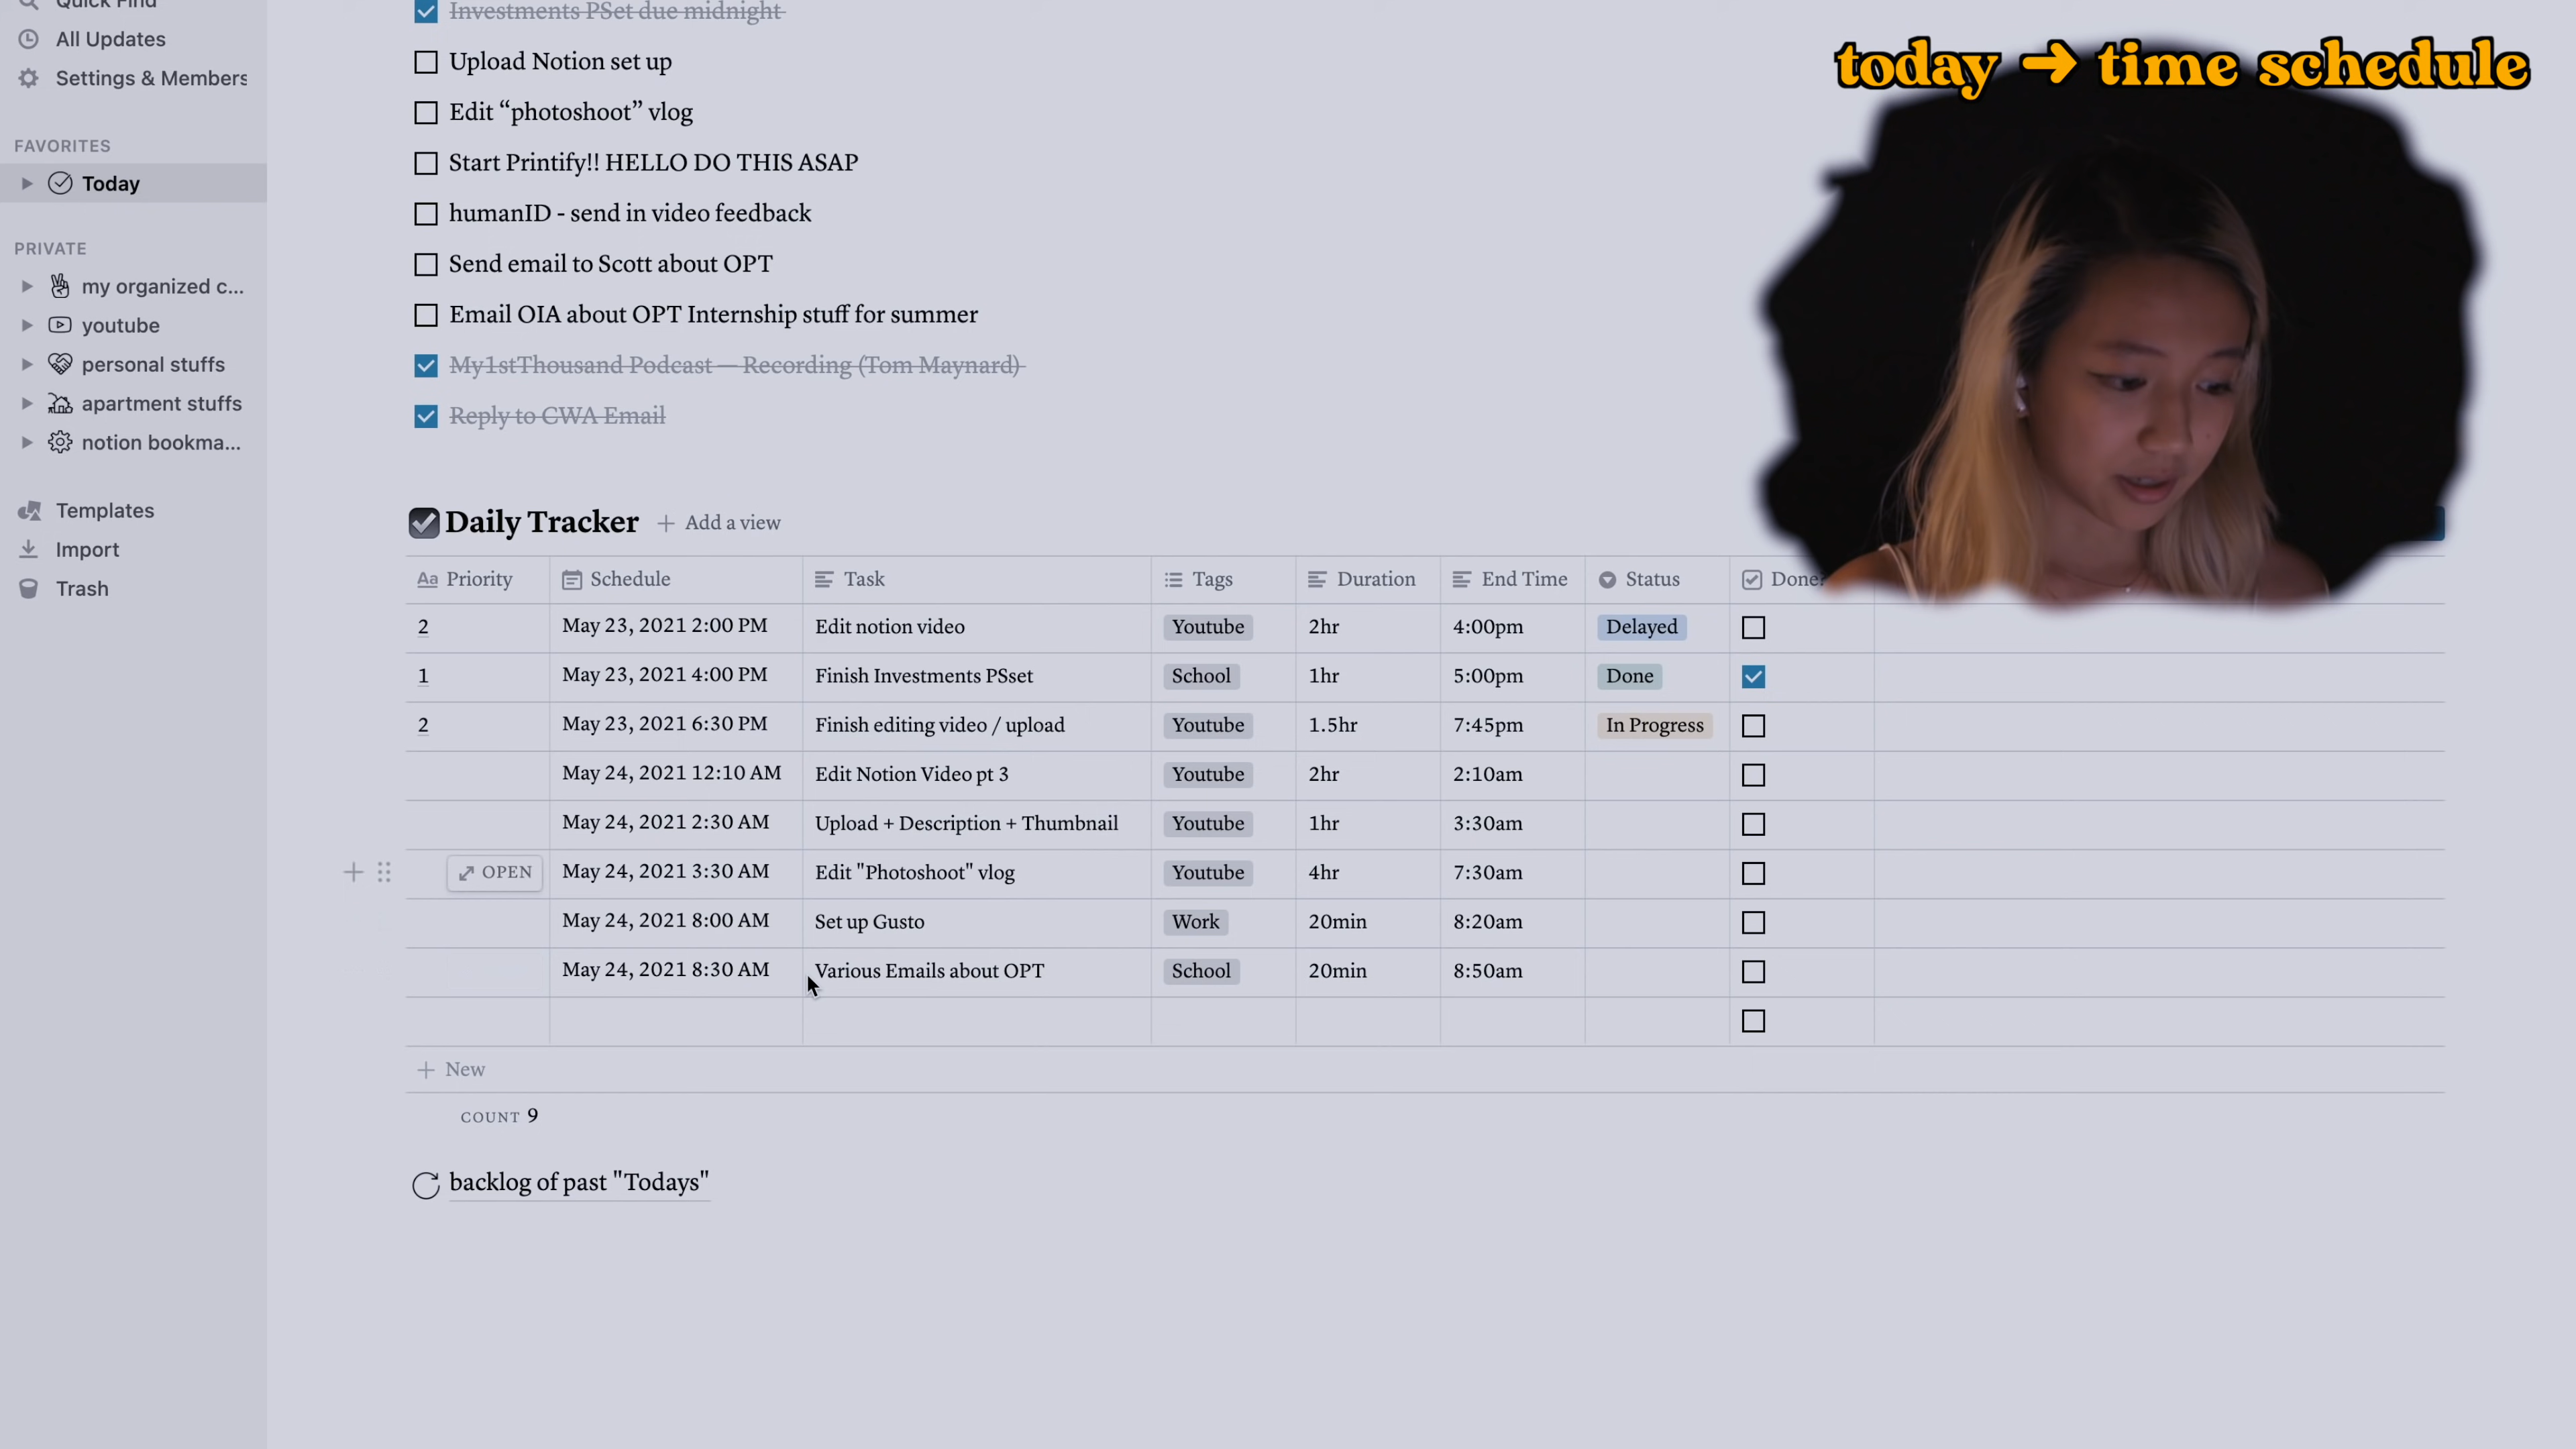 Quick Find
All Updates
Settings & Members
FAVORITES
Today
PRIVATE
my organized c...
youtube
personal stuffs
apartment stuffs
notion bookma...
Templates
Import
Trash
today → time schedule
Investments PSet due midnight
Upload Notion set up
Edit “photoshoot” vlog
Start Printify!! HELLO DO THIS ASAP
humanID - send in video feedback
Send email to Scott about OPT
Email OIA about OPT Internship stuff for summer
My1stThousand Podcast — Recording (Tom Maynard)
Reply to CWA Email
Daily Tracker + Add a view
Aa Priority Schedule Task Tags Duration End Time Status Done?
2 May 23, 2021 2:00 PM Edit notion video Youtube 2hr 4:00pm Delayed
1 May 23, 2021 4:00 PM Finish Investments PSset School 1hr 5:00pm Done
2 May 23, 2021 6:30 PM Finish editing video / upload Youtube 1.5hr 7:45pm In Progress
May 24, 2021 12:10 AM Edit Notion Video pt 3 Youtube 2hr 2:10am
May 24, 2021 2:30 AM Upload + Description + Thumbnail Youtube 1hr 3:30am
OPEN May 24, 2021 3:30 AM Edit "Photoshoot" vlog Youtube 4hr 7:30am
May 24, 2021 8:00 AM Set up Gusto Work 20min 8:20am
May 24, 2021 8:30 AM Various Emails about OPT School 20min 8:50am
+ New
COUNT 9
backlog of past "Todays"